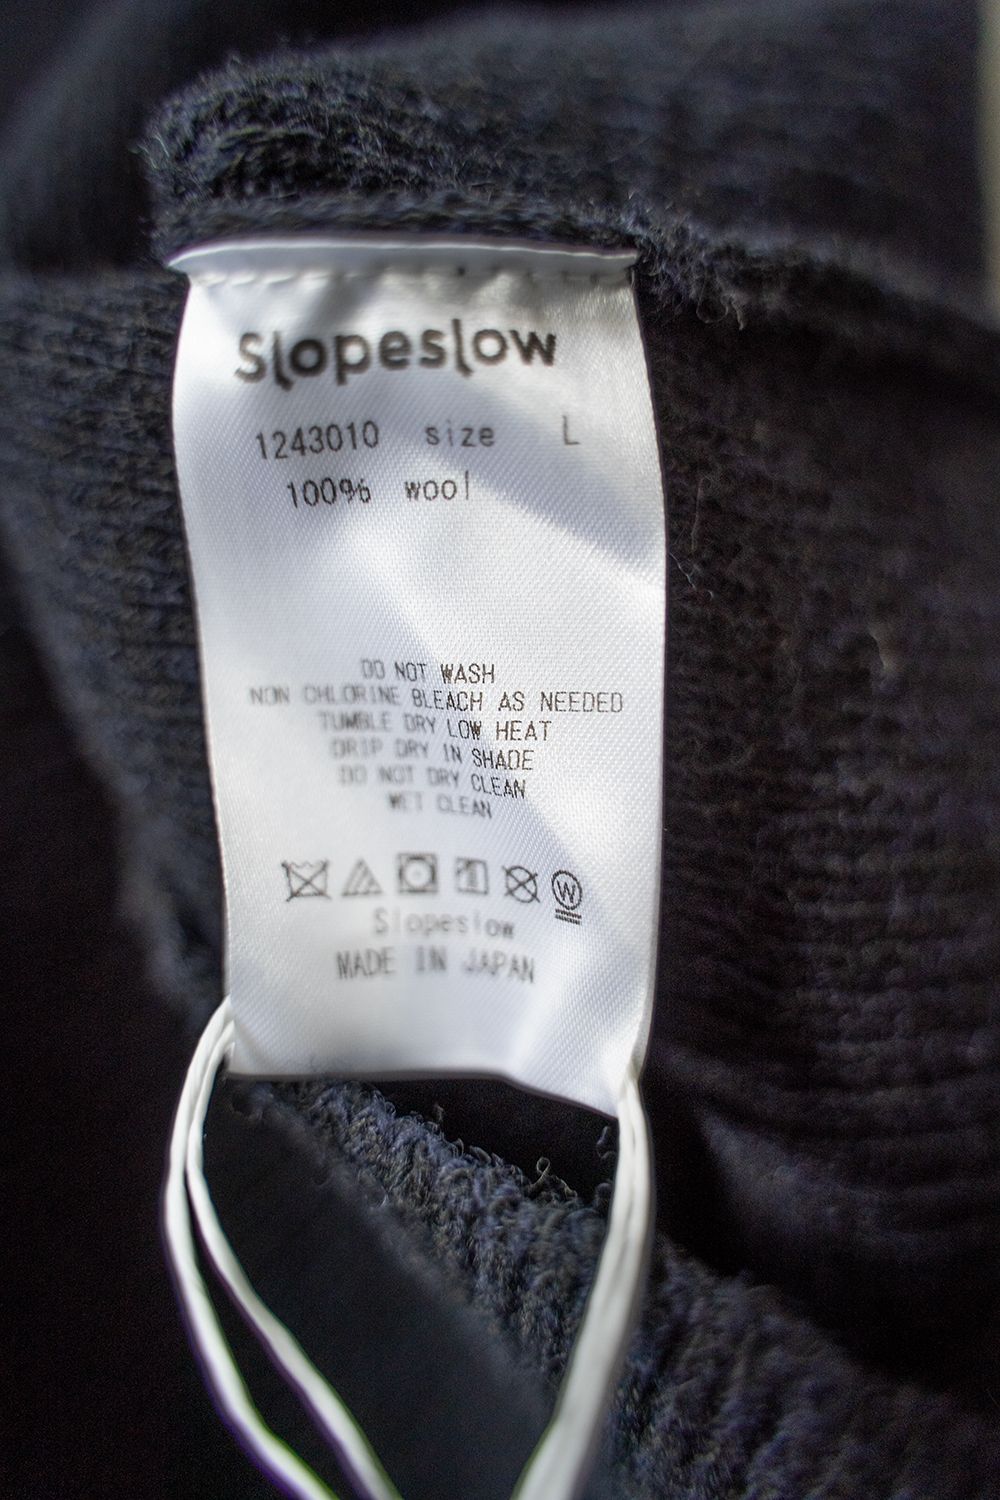 Slopeslow
1243010 size L
100% wool
DO NOT WASH
NON CHLORINE BLEACH AS NEEDED
TUMBLE DRY LOW HEAT
DRIP DRY IN SHADE
DO NOT DRY CLEAN
WET CLEAN
W
Slopeslow
MADE IN JAPAN